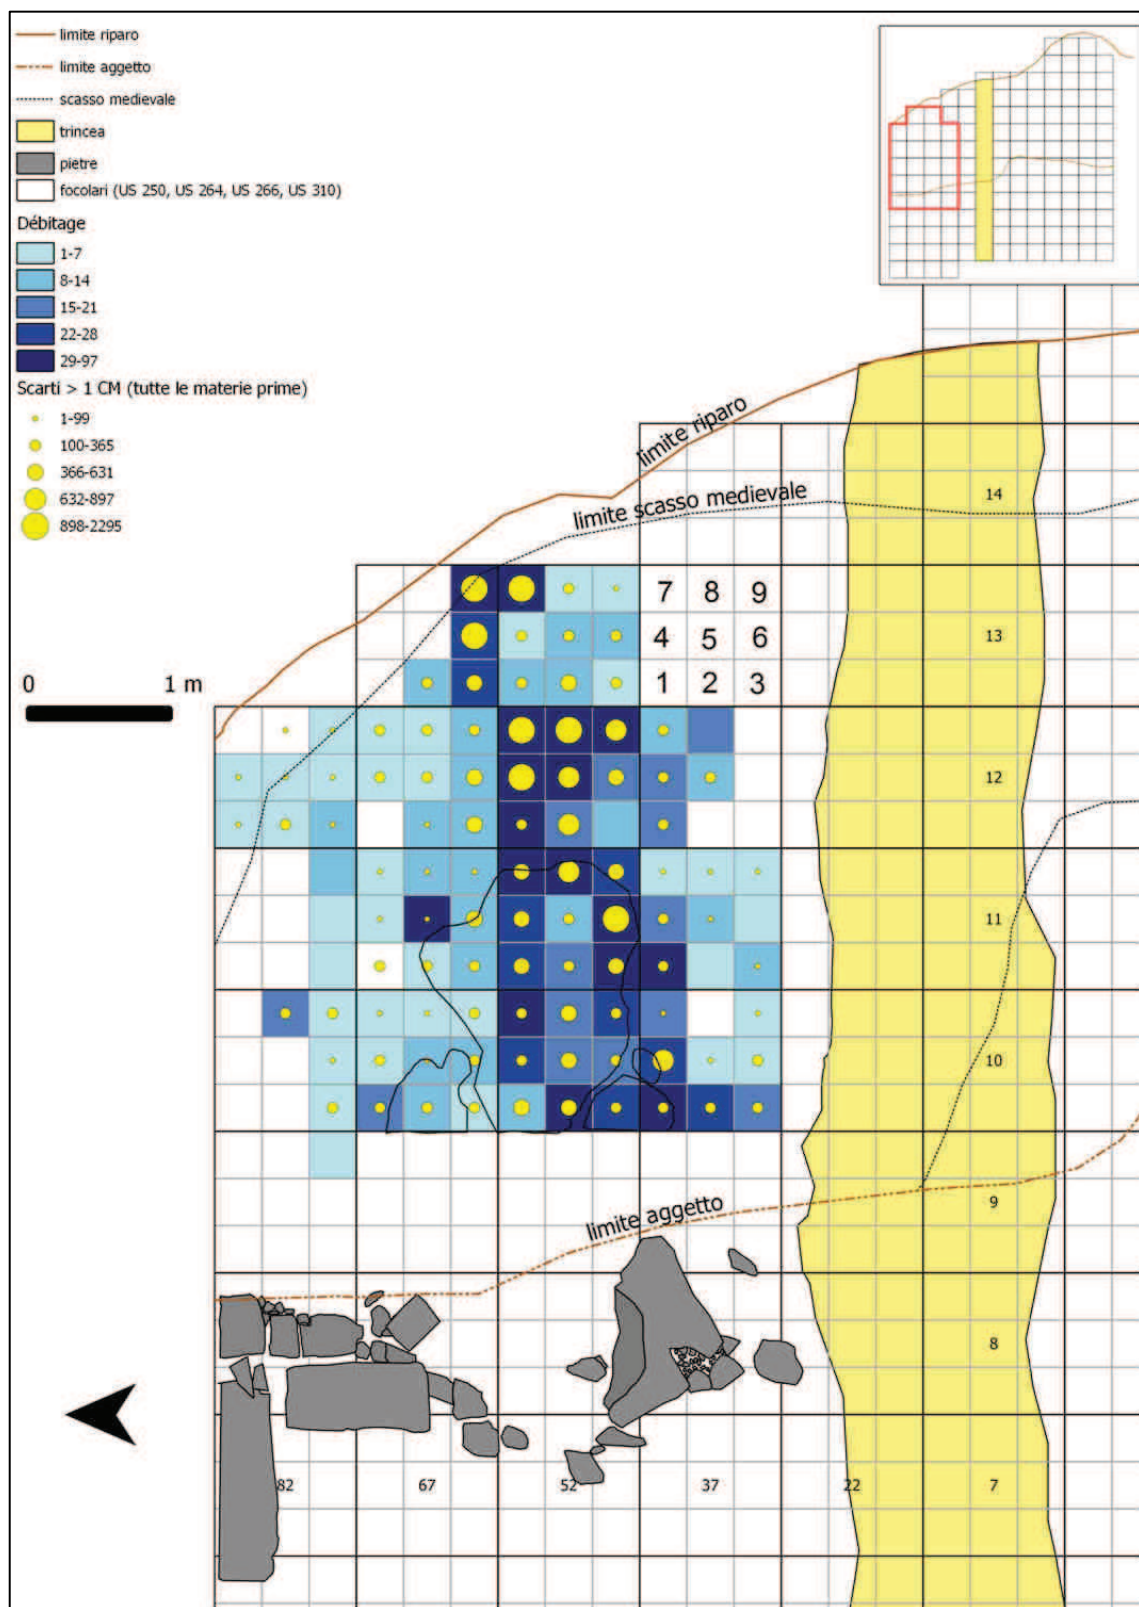 limite riparo
limite aggetto
scasso medievale
trincea
pietre
focolari (US 250, US 264, US 266, US 310)
Débitage
1-7
8-14
15-21
22-28
29-97
Scarti > 1 CM (tutte le materie prime)
1-99
100-365
366-631
632-897
898-2295
limite riparo
limite scasso medievale
14
7 8 9
4 5 6
13
1 2 3
0 1 m
12
11
10
9
limite aggetto
8
82 67 52 37 22 7